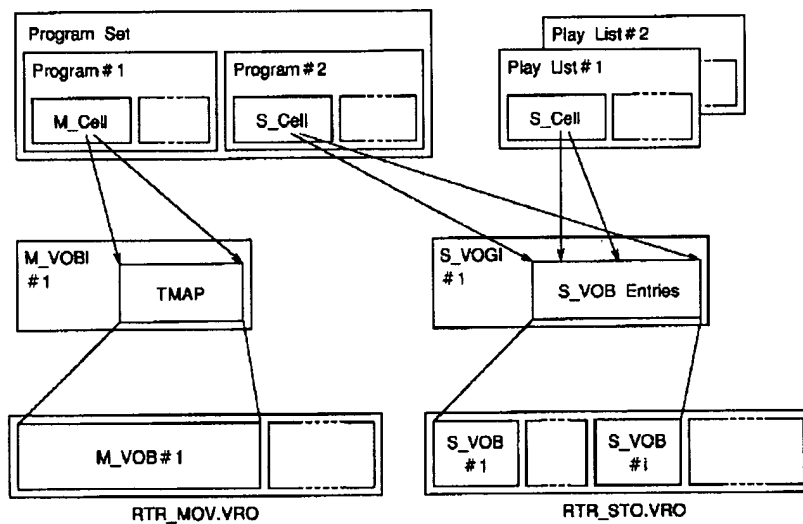 Program Set
Program#1
Program#2
M_Cell
S_Cell
Play List#2
Play List#1
S_Cell
M_VOBI
#1
TMAP
S_VOGI
#1
S_VOB Entries
M_VOB#1
S_VOB
#1
S_VOB
#i
RTR_MOV.VRO
RTR_STO.VRO